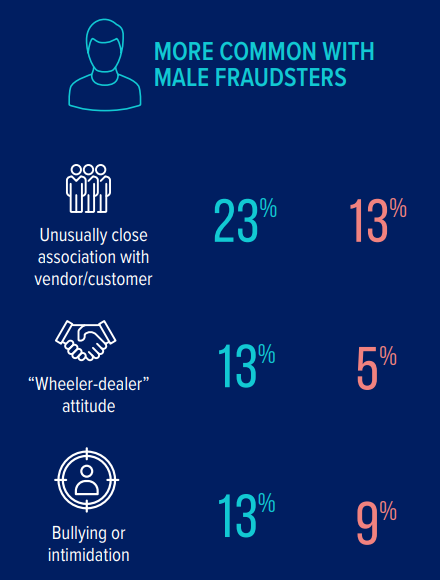 MORE COMMON WITH
MALE FRAUDSTERS
Unusually close
association with
vendor/customer
23% 13%
“Wheeler-dealer”
attitude
13% 5%
Bullying or
intimidation
13% 9%